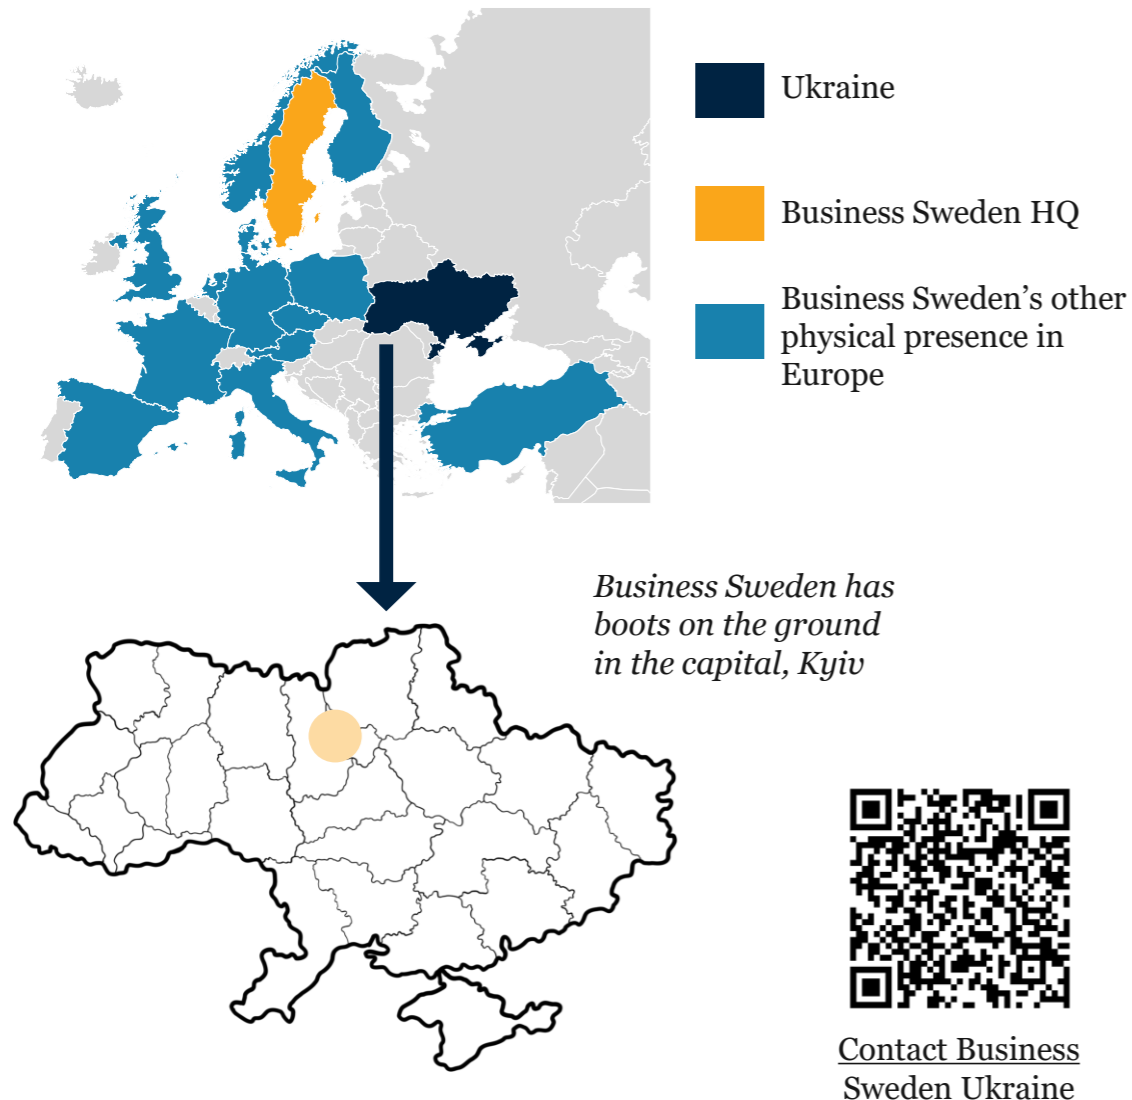 Ukraine
Business Sweden HQ
Business Sweden’s other
physical presence in
Europe
Business Sweden has
boots on the ground
in the capital, Kyiv
Contact Business
Sweden Ukraine